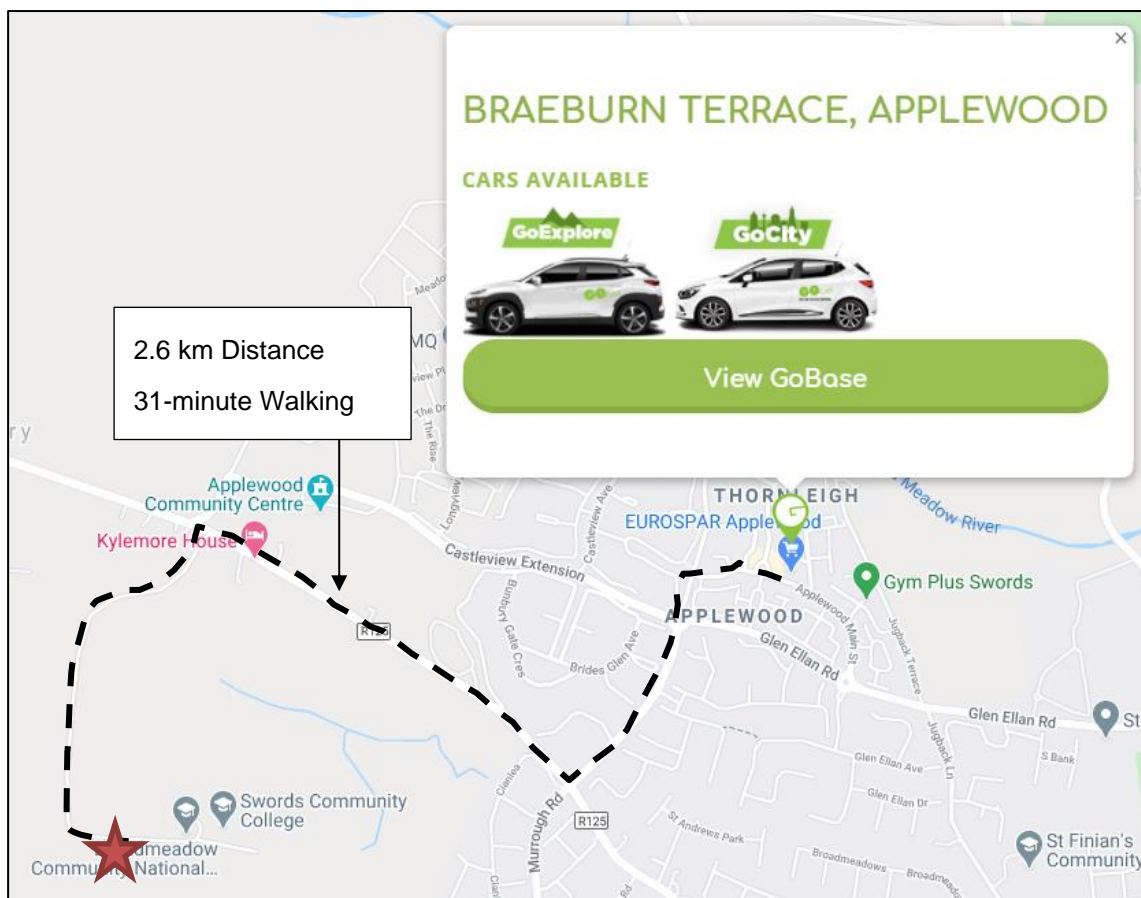 BRAEBURN TERRACE, APPLEWOOD
CARS AVAILABLE
GoExplore
GoCity
View GoBase
2.6 km Distance
31-minute Walking
MQ
The Rise
Longview
Castleview Ave
Applewood
Community Centre
Kylemore House
Castleview Extension
THORNLEIGH
EUROSPAR
Meadow River
Gym Plus Swords
APPLEWOOD
Applewood Main St
Jugback Terrace
Glen Ellan Rd
Bunbury Gate Cres
Brides Glen Ave
R125
Glen Ellan Rd
St
S Bank
Jugback Ln
Glen Ellan Ave
Glen Ellan Dr
Cianlea
Murrough Rd
R125
St Andrews Park
Broadmeadows
Swords Community
College
Community National...
St Finian's
Community